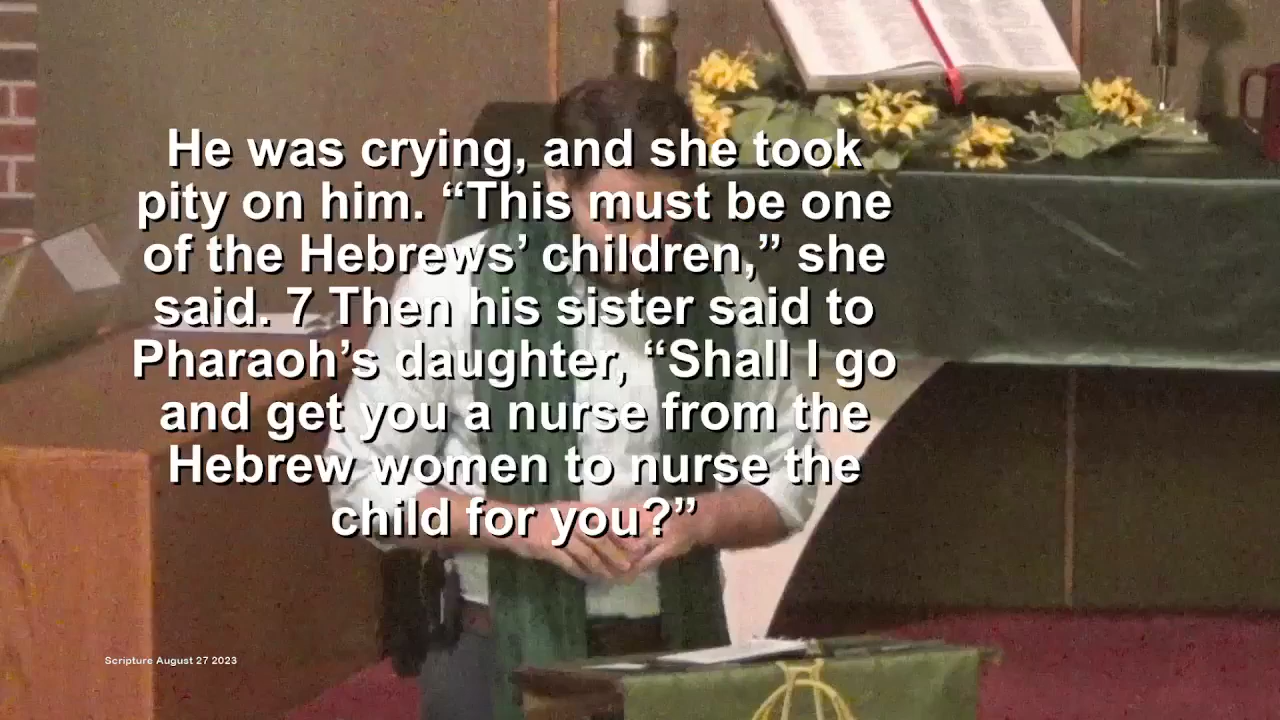 He was crying, and she took
pity on him. “This must be one
of the Hebrews’ children,” she
said. 7 Then his sister said to
Pharaoh’s daughter, “Shall I go
and get you a nurse from the
Hebrew women to nurse the
child for you?”
Scripture August 27 2023